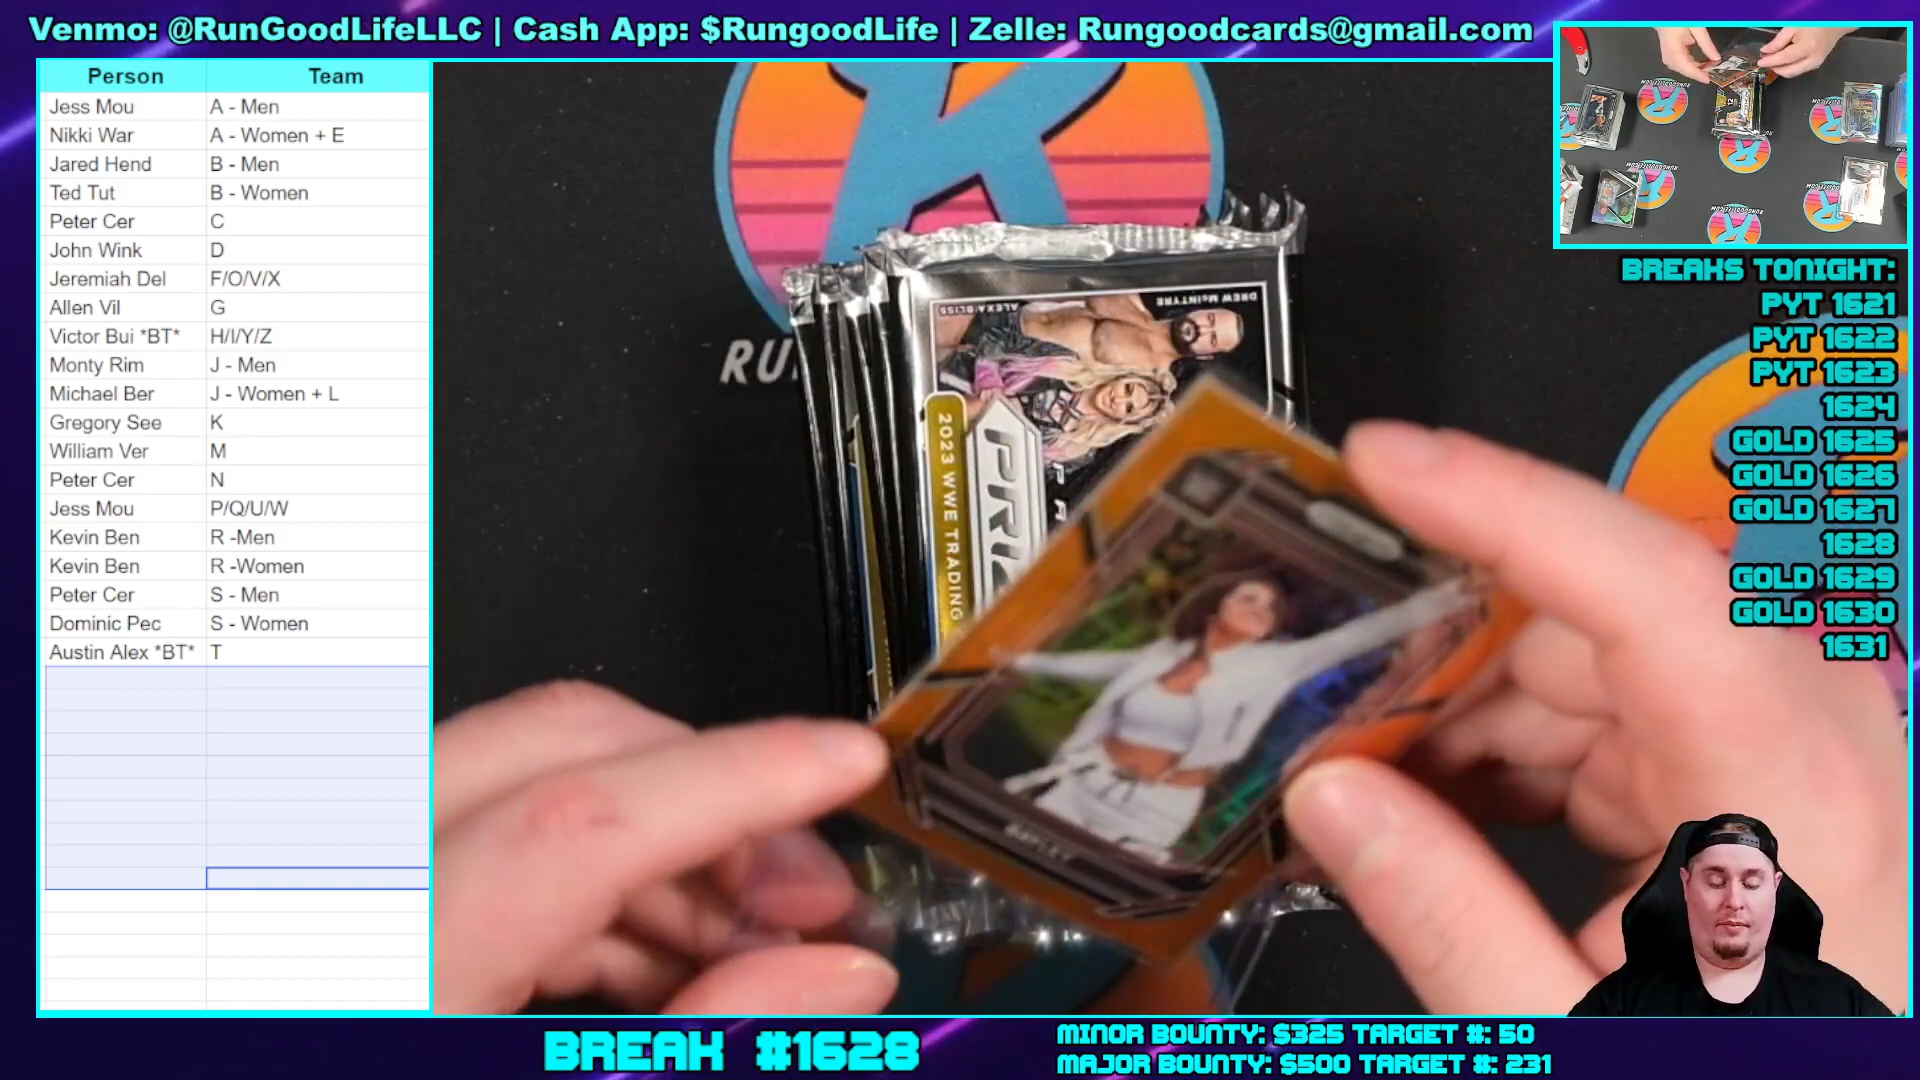 Venmo: @RunGoodLifeLLC | Cash App: $RungoodLife | Zelle: Rungoodcards@gmail.com
Person Team
Jess Mou A - Men
Nikki War A - Women + E
Jared Hend B - Men
Ted Tut B - Women
Peter Cer C
John Wink D
Jeremiah Del F/O/V/X
Allen Vil G
Victor Bui *BT* H/I/Y/Z
Monty Rim J - Men
Michael Ber J - Women + L
Gregory See K
William Ver M
Peter Cer N
Jess Mou P/Q/U/W
Kevin Ben R -Men
Kevin Ben R -Women
Peter Cer S - Men
Dominic Pec S - Women
Austin Alex *BT* T
RU
ALEXA BLISS
DREW McINTYRE
2023 WWE TRADING
PRIZ
BAYLEY
BREAKS TONIGHT:
PYT 1621
PYT 1622
PYT 1623
1624
GOLD 1625
GOLD 1626
GOLD 1627
1628
GOLD 1629
GOLD 1630
1631
BREAK #1628
MINOR BOUNTY: $325 TARGET #: 50
MAJOR BOUNTY: $500 TARGET #: 231